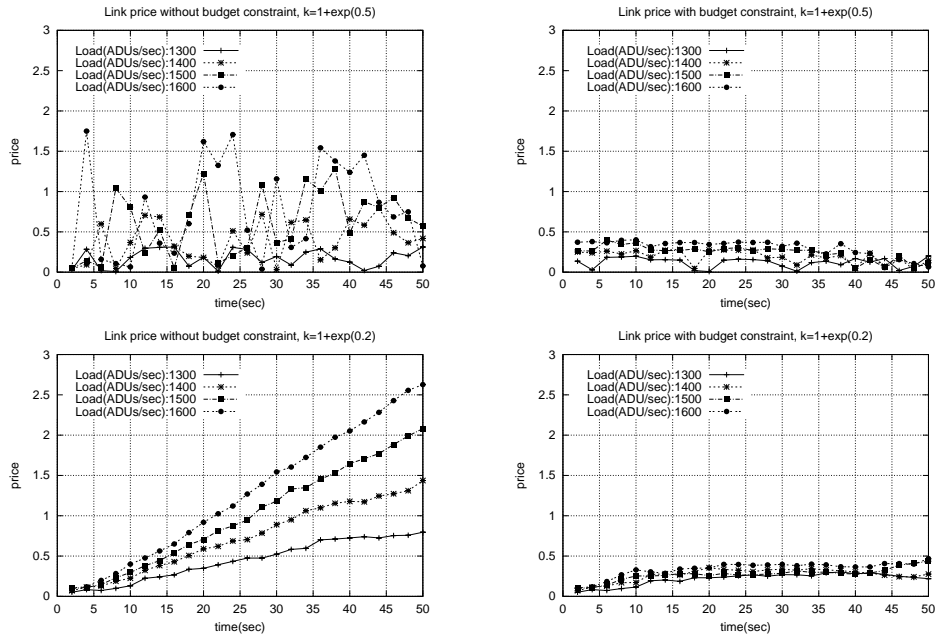 Link price without budget constraint, k=1+exp(0.5)
3
2.5
2
1.5
1
0.5
0
price
Load(ADUs/sec):1300
Load(ADUs/sec):1400
Load(ADUs/sec):1500
Load(ADUs/sec):1600
0 5 10 15 20 25 30 35 40 45 50
time(sec)
Link price with budget constraint, k=1+exp(0.5)
3
2.5
2
1.5
1
0.5
0
price
Load(ADU/sec):1300
Load(ADU/sec):1400
Load(ADU/sec):1500
Load(ADU/sec):1600
0 5 10 15 20 25 30 35 40 45 50
time(sec)
Link price without budget constraint, k=1+exp(0.2)
3
2.5
2
1.5
1
0.5
0
price
Load(ADUs/sec):1300
Load(ADUs/sec):1400
Load(ADUs/sec):1500
Load(ADUs/sec):1600
0 5 10 15 20 25 30 35 40 45 50
time(sec)
Link price with budget constraint, k=1+exp(0.2)
3
2.5
2
1.5
1
0.5
0
price
Load(ADU/sec):1300
Load(ADU/sec):1400
Load(ADU/sec):1500
Load(ADU/sec):1600
0 5 10 15 20 25 30 35 40 45 50
time(sec)